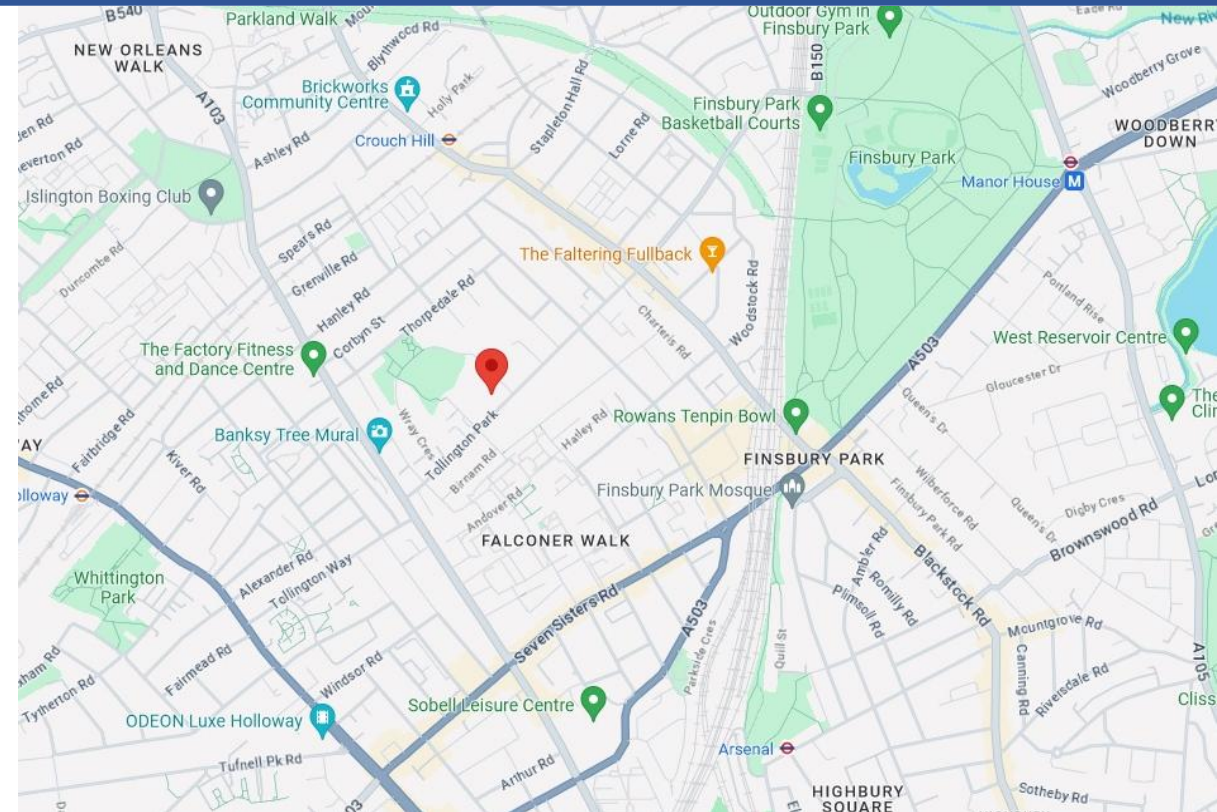 B540
Parkland Walk
Blythwood Rd
Outdoor Gym in
Finsbury Park
B150
NEW ORLEANS
WALK
A103
Brickworks
Community Centre
Holly Park
Stapleton Hall Rd
Lorne Rd
Finsbury Park
Basketball Courts
Woodberry Grove
WOODBERRY
DOWN
Crouch Hill
Ashley Rd
Finsbury Park
Manor House
M
Islington Boxing Club
Spears Rd
Grenville Rd
Duncombe Rd
The Faltering Fullback
Woodstock Rd
Hanley Rd
Thorpedale Rd
Corbyn St
Charteris Rd
Portland Rise
A503
West Reservoir Centre
The Factory Fitness
and Dance Centre
Gloucester Dr
Queen's Dr
Wray Cres
Tollington Park
Hatley Rd
Rowans Tenpin Bowl
Banksy Tree Mural
Fairbridge Rd
Kiver Rd
Birnam Rd
FINSBURY PARK
Finsbury Park Mosque
Andover Rd
Wilberforce Rd
Finsbury Park Rd
Queen's Dr
Digby Cres
Brownswood Rd
FALCONER WALK
Whittington
Park
Alexander Rd
Tollington Way
Ambler Rd
Romilly Rd
Plimsoll Rd
Blackstock Rd
Seven Sisters Rd
A503
Parkside Cres
Quill St
Mountgrove Rd
Canning Rd
Riversdale Rd
A105
Fairmead Rd
Tytherton Rd
Windsor Rd
ODEON Luxe Holloway
Sobell Leisure Centre
Arsenal
Tufnell Pk Rd
Arthur Rd
HIGHBURY
SQUARE
Sotheby Rd